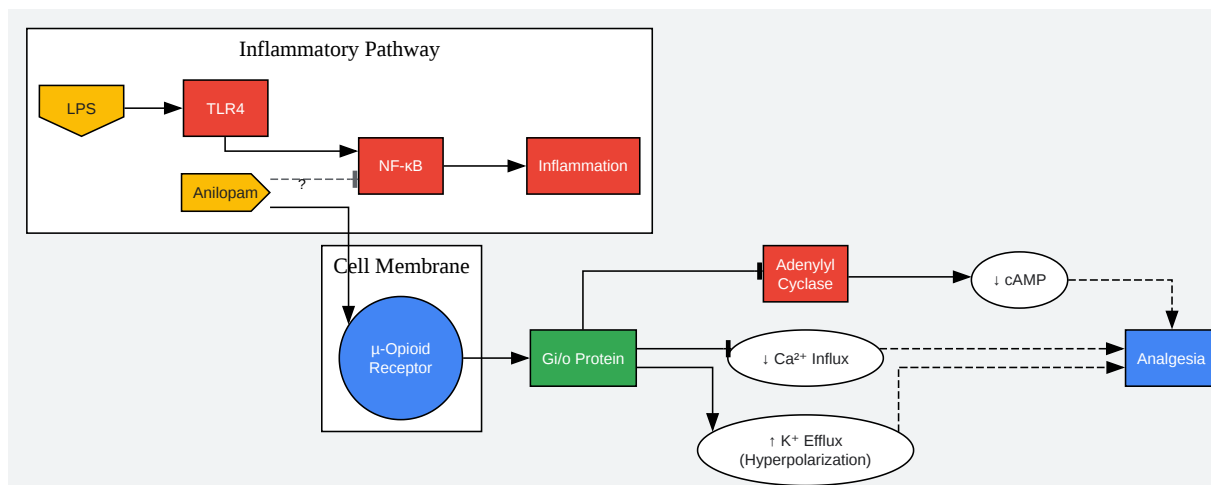 Inflammatory Pathway
LPS
TLR4
NF-κB
Inflammation
Anilopam
?
Cell Membrane
µ-Opioid
Receptor
Gi/o Protein
Adenylyl
Cyclase
↓ cAMP
↓ Ca²⁺ Influx
↑ K⁺ Efflux
(Hyperpolarization)
Analgesia